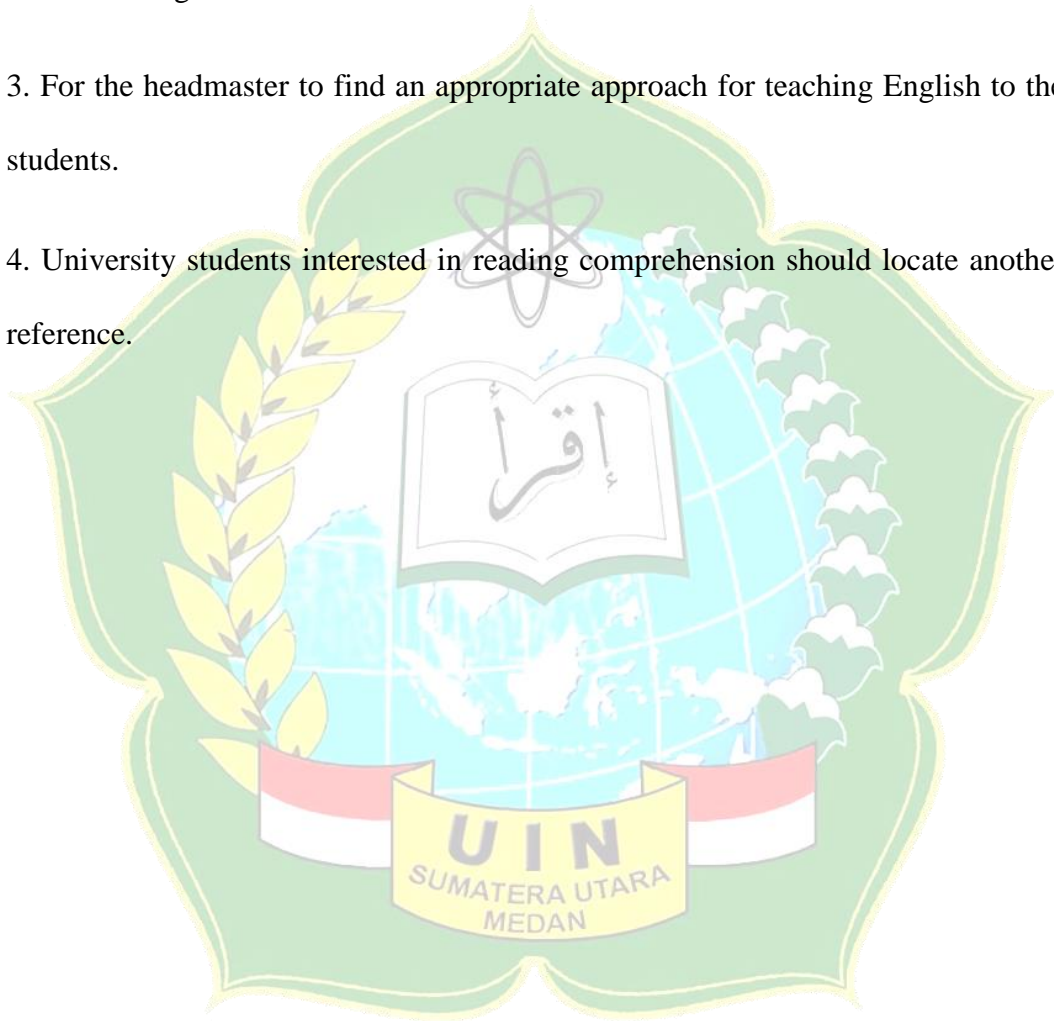 3. For the headmaster to find an appropriate approach for teaching English to the
students.
4. University students interested in reading comprehension should locate
reference.
إقرأ
UIN
SUMATERA UTARA
MEDAN